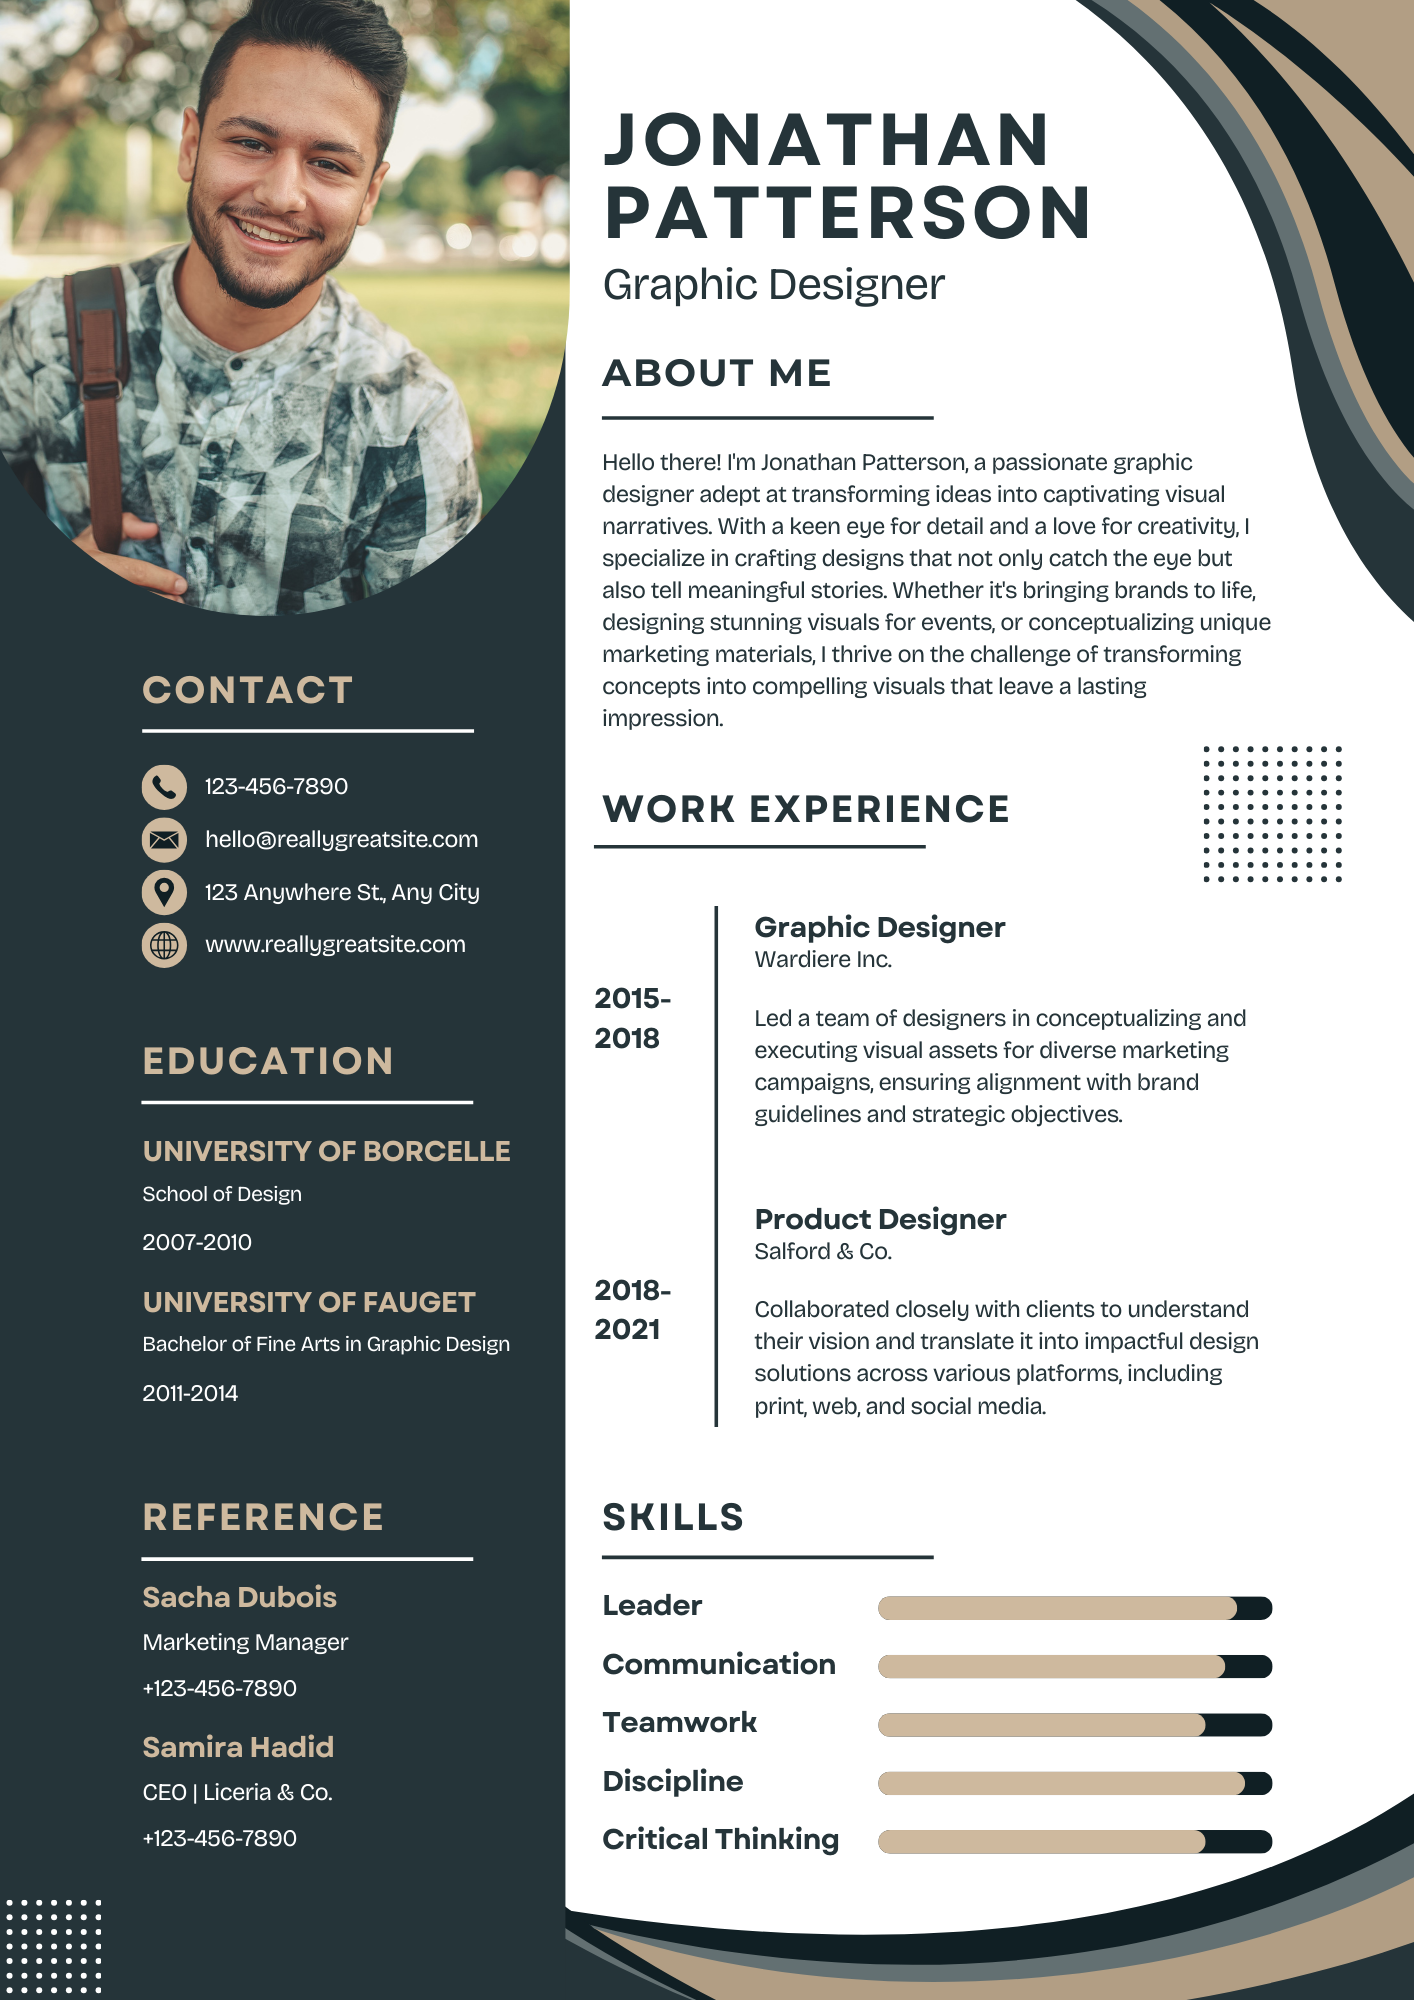 JONATHAN
PATTERSON
Graphic Designer
ABOUT ME
Hello there! I'm Jonathan Patterson, a passionate graphic
designer adept at transforming ideas into captivating visual
narratives. With a keen eye for detail and a love for creativity, I
specialize in crafting designs that not only catch the eye but
also tell meaningful stories. Whether it's bringing brands to life,
designing stunning visuals for events, or conceptualizing unique
marketing materials, I thrive on the challenge of transforming
concepts into compelling visuals that leave a lasting
impression.
CONTACT
123-456-7890
hello@reallygreatsite.com
123 Anywhere St., Any City
www.reallygreatsite.com
EDUCATION
UNIVERSITY OF BORCELLE
School of Design
2007-2010
UNIVERSITY OF FAUGET
Bachelor of Fine Arts in Graphic Design
2011-2014
REFERENCE
Sacha Dubois
Marketing Manager
+123-456-7890
Samira Hadid
CEO | Liceria & Co.
+123-456-7890
WORK EXPERIENCE
2015-
2018
Graphic Designer
Wardiere Inc.
Led a team of designers in conceptualizing and
executing visual assets for diverse marketing
campaigns, ensuring alignment with brand
guidelines and strategic objectives.
2018-
2021
Product Designer
Salford & Co.
Collaborated closely with clients to understand
their vision and translate it into impactful design
solutions across various platforms, including
print, web, and social media.
SKILLS
Leader
Communication
Teamwork
Discipline
Critical Thinking